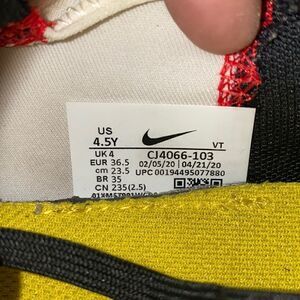 US
4.5Y
VT
UK 4 CJ4066-103
EUR 36.5 02/05/20 04/21/20
cm 23.5 UPC 00194495077880
BR 35
CN 235(2.5)